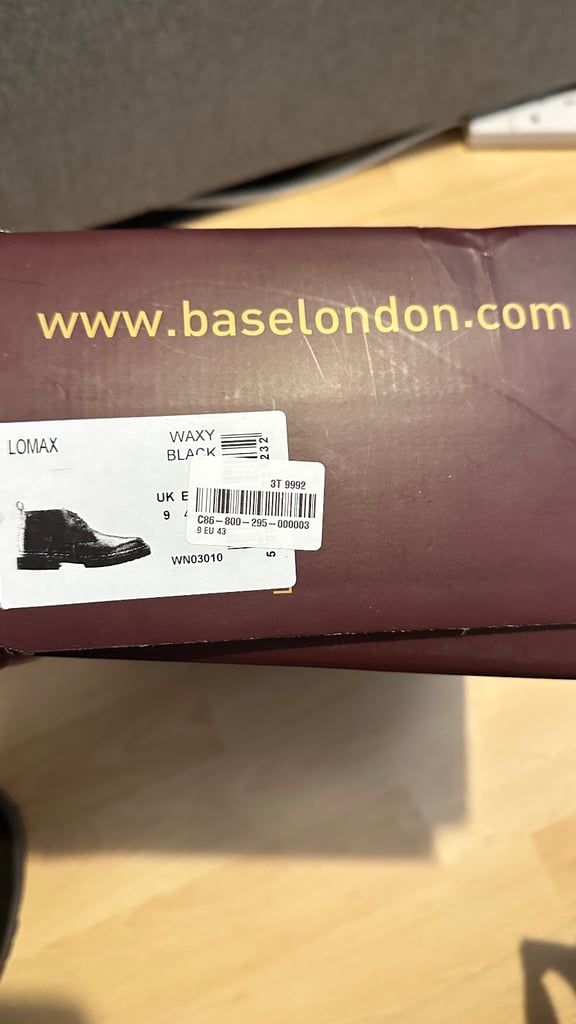 www.baselondon.com
LOMAX
WAXY
BLACK
232
3T 9992
UK E
9
C86-800-295-000003
9 EU 43
WN03010
5